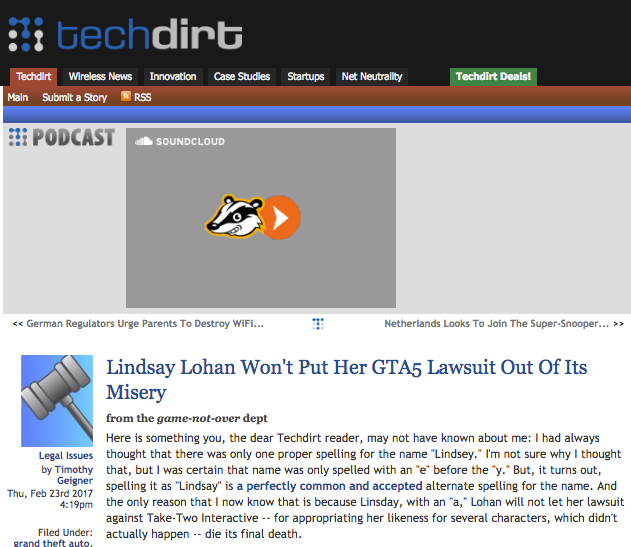 techdirt
Techdirt Wireless News Innovation Case Studies Startups Net Neutrality Techdirt Deals!
Main Submit a Story RSS
PODCAST
SOUNDCLOUD
<< German Regulators Urge Parents To Destroy WiFi... Netherlands Looks To Join The Super-Snooper... >>
Lindsay Lohan Won't Put Her GTA5 Lawsuit Out Of Its
Misery
from the game-not-over dept
Legal Issues
by Timothy
Geigner
Thu, Feb 23rd 2017
4:19pm
Filed Under:
grand theft auto,
Here is something you, the dear Techdirt reader, may not have known about me: I had always
thought that there was only one proper spelling for the name "Lindsey." I'm not sure why I thought
that, but I was certain that name was only spelled with an "e" before the "y." But, it turns out,
spelling it as "Lindsay" is a perfectly common and accepted alternate spelling for the name. And
the only reason that I now know that is because Linsday, with an "a," Lohan will not let her lawsuit
against Take-Two Interactive -- for appropriating her likeness for several characters, which didn't
actually happen -- die its final death.